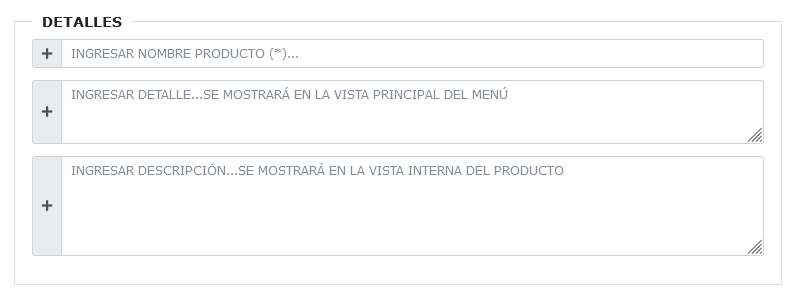 DETALLES
INGRESAR NOMBRE PRODUCTO (*)...
INGRESAR DETALLE...SE MOSTRARÁ EN LA VISTA PRINCIPAL DEL MENÚ
INGRESAR DESCRIPCIÓN...SE MOSTRARÁ EN LA VISTA INTERNA DEL PRODUCTO